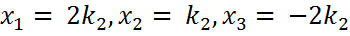 x₁ = 2k₂, x₂ = k₂, x₃ = −2k₂